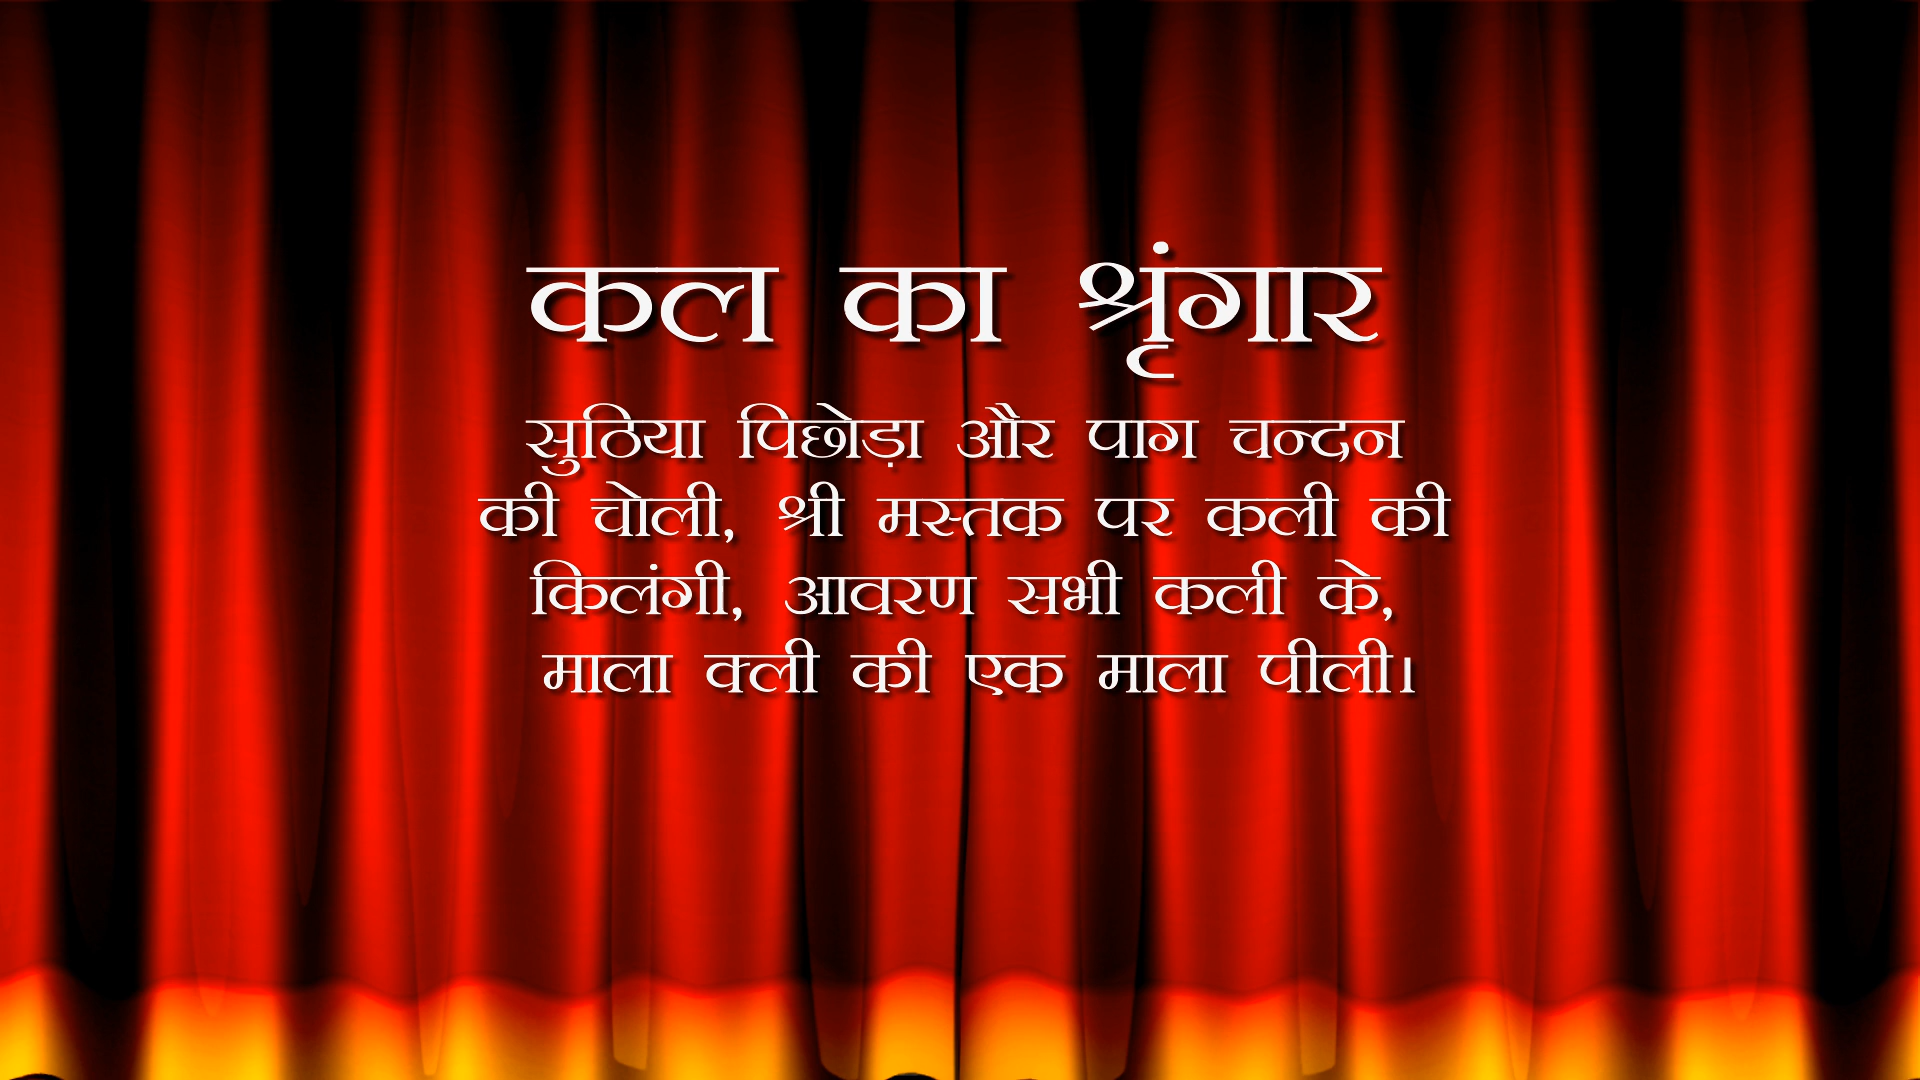 कल का श्रृंगार
सुठिया पिछोड़ा और पाग चन्दन
की चोली, श्री मस्तक पर कली की
किलंगी, आवरण सभी कली के,
माला क्ली की एक माला पीली।